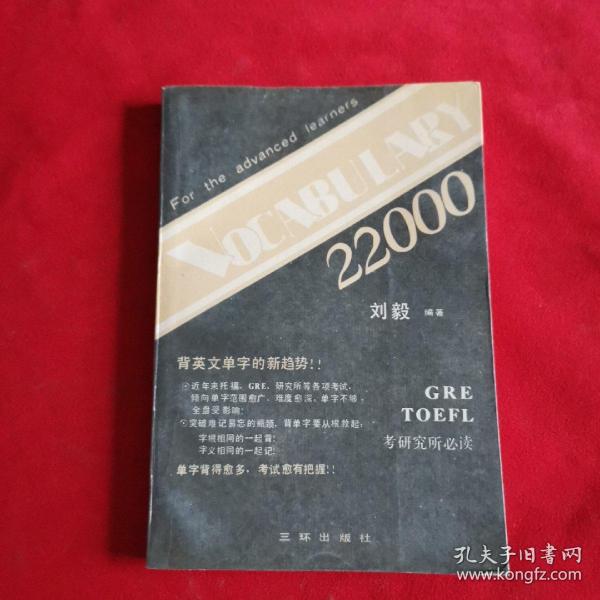 For the advanced learners
VOCABULARY
22000
刘毅 编著
背英文单字的新趋势！！
⊙近年来托福、GRE、研究所等各项考试，
倾向单字范围愈广、难度愈深、单字不够，
全盘受影响！
⊙突破难记易忘的瓶颈，背单字要从根救起：
字根相同的一起背！
字义相同的一起记！
单字背得愈多，考试愈有把握！！
GRE
TOEFL
考研究所必读
三环出版社
孔夫子旧书网
www.kongfz.com